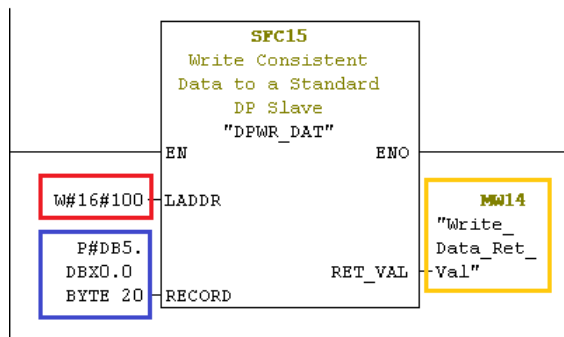 SFC15
Write Consistent
Data to a Standard
DP Slave
"DPWR_DAT"
EN ENO
W#16#100 LADDR
MW14
"Write_
Data_Ret_
P#DB5.
DBX0.0
RET_VAL Val"
BYTE 20 RECORD